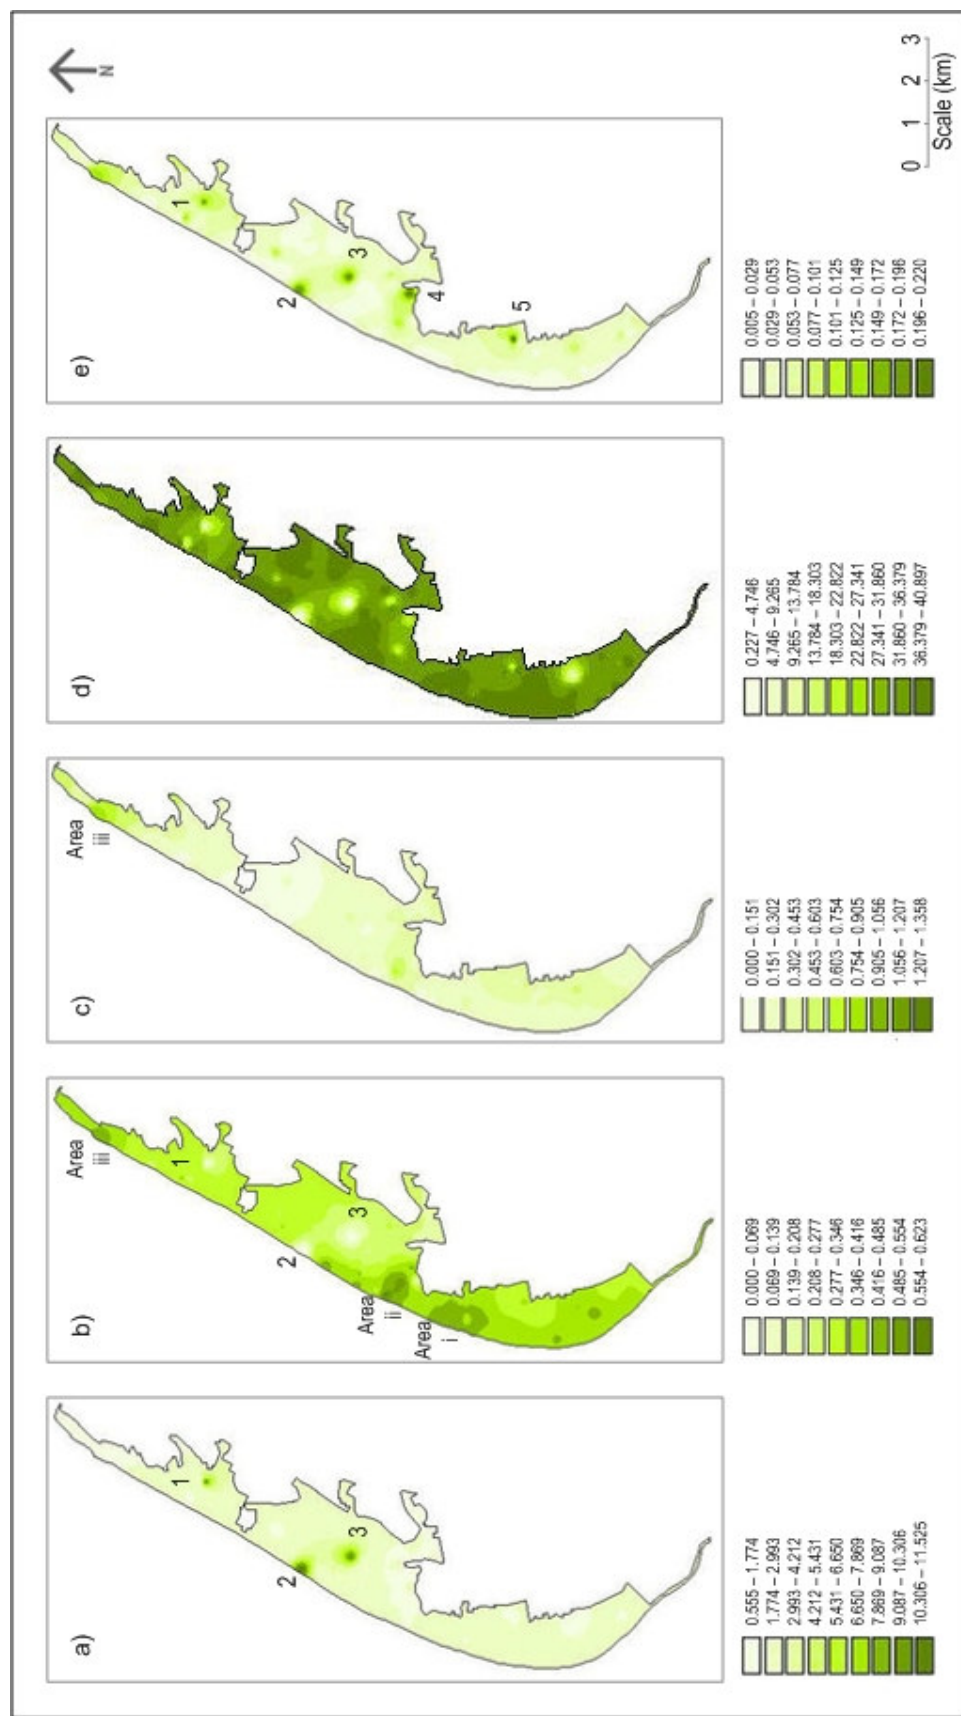 a)
1
2
3
0.555 – 1.774
1.774 – 2.993
2.993 – 4.212
4.212 – 5.431
5.431 – 6.650
6.650 – 7.869
7.869 – 9.087
9.087 – 10.306
10.306 – 11.525
b)
Area
iii
1
2
3
Area
ii
Area
i
0.000 – 0.069
0.069 – 0.139
0.139 – 0.208
0.208 – 0.277
0.277 – 0.346
0.346 – 0.416
0.416 – 0.485
0.485 – 0.554
0.554 – 0.623
c)
Area
iii
0.000 – 0.151
0.151 – 0.302
0.302 – 0.453
0.453 – 0.603
0.603 – 0.754
0.754 – 0.905
0.905 – 1.056
1.056 – 1.207
1.207 – 1.358
d)
0.227 – 4.746
4.746 – 9.265
9.265 – 13.784
13.784 – 18.303
18.303 – 22.822
22.822 – 27.341
27.341 – 31.860
31.860 – 36.379
36.379 – 40.897
e)
1
2
3
4
5
0.005 – 0.029
0.029 – 0.053
0.053 – 0.077
0.077 – 0.101
0.101 – 0.125
0.125 – 0.149
0.149 – 0.172
0.172 – 0.196
0.196 – 0.220
N
0 1 2 3
Scale (km)